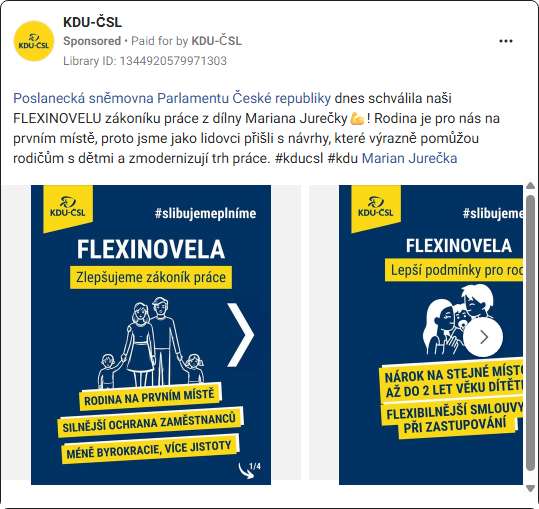 KDU-ČSL
Sponsored • Paid for by KDU-ČSL
Library ID: 1344920579971303
Poslanecká sněmovna Parlamentu České republiky dnes schválila naši
FLEXINOVELU zákoníku práce z dílny Mariana Jurečky💪! Rodina je pro nás na
prvním místě, proto jsme jako lidovci přišli s návrhy, které výrazně pomůžou
rodičům s dětmi a zmodernizují trh práce. #kducsl #kdu Marian Jurečka
KDU-ČSL
#slibujemeplníme
FLEXINOVELA
Zlepšujeme zákoník práce
RODINA NA PRVNÍM MÍSTĚ
SILNĚJŠÍ OCHRANA ZAMĚSTNANCŮ
MÉNĚ BYROKRACIE, VÍCE JISTOTY
1/4
KDU-ČSL
#slibujeme
FLEXINOVELA
Lepší podmínky pro
NÁROK NA STEJNÉ MÍSTO
AŽ DO 2 LET VĚKU DÍTĚTE
FLEXIBILNĚJŠÍ SMLOUVY
PŘI ZASTUPOVÁNÍ